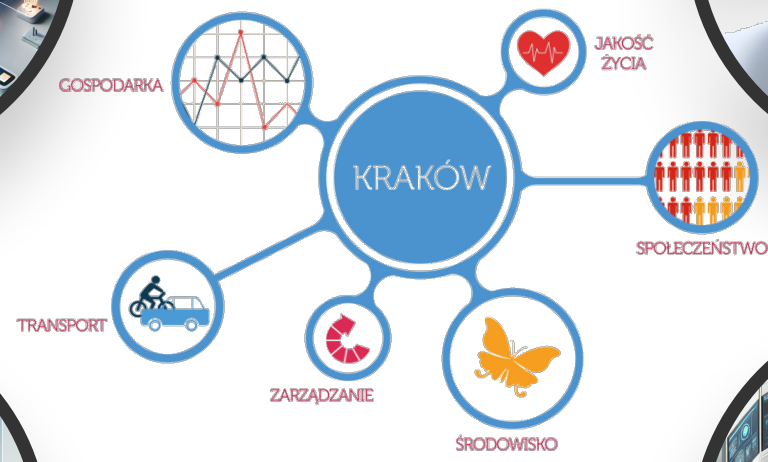 JAKOŚĆ
ŻYCIA
GOSPODARKA
KRAKÓW
SPOŁECZEŃSTWO
TRANSPORT
ZARZĄDZANIE
ŚRODOWISKO